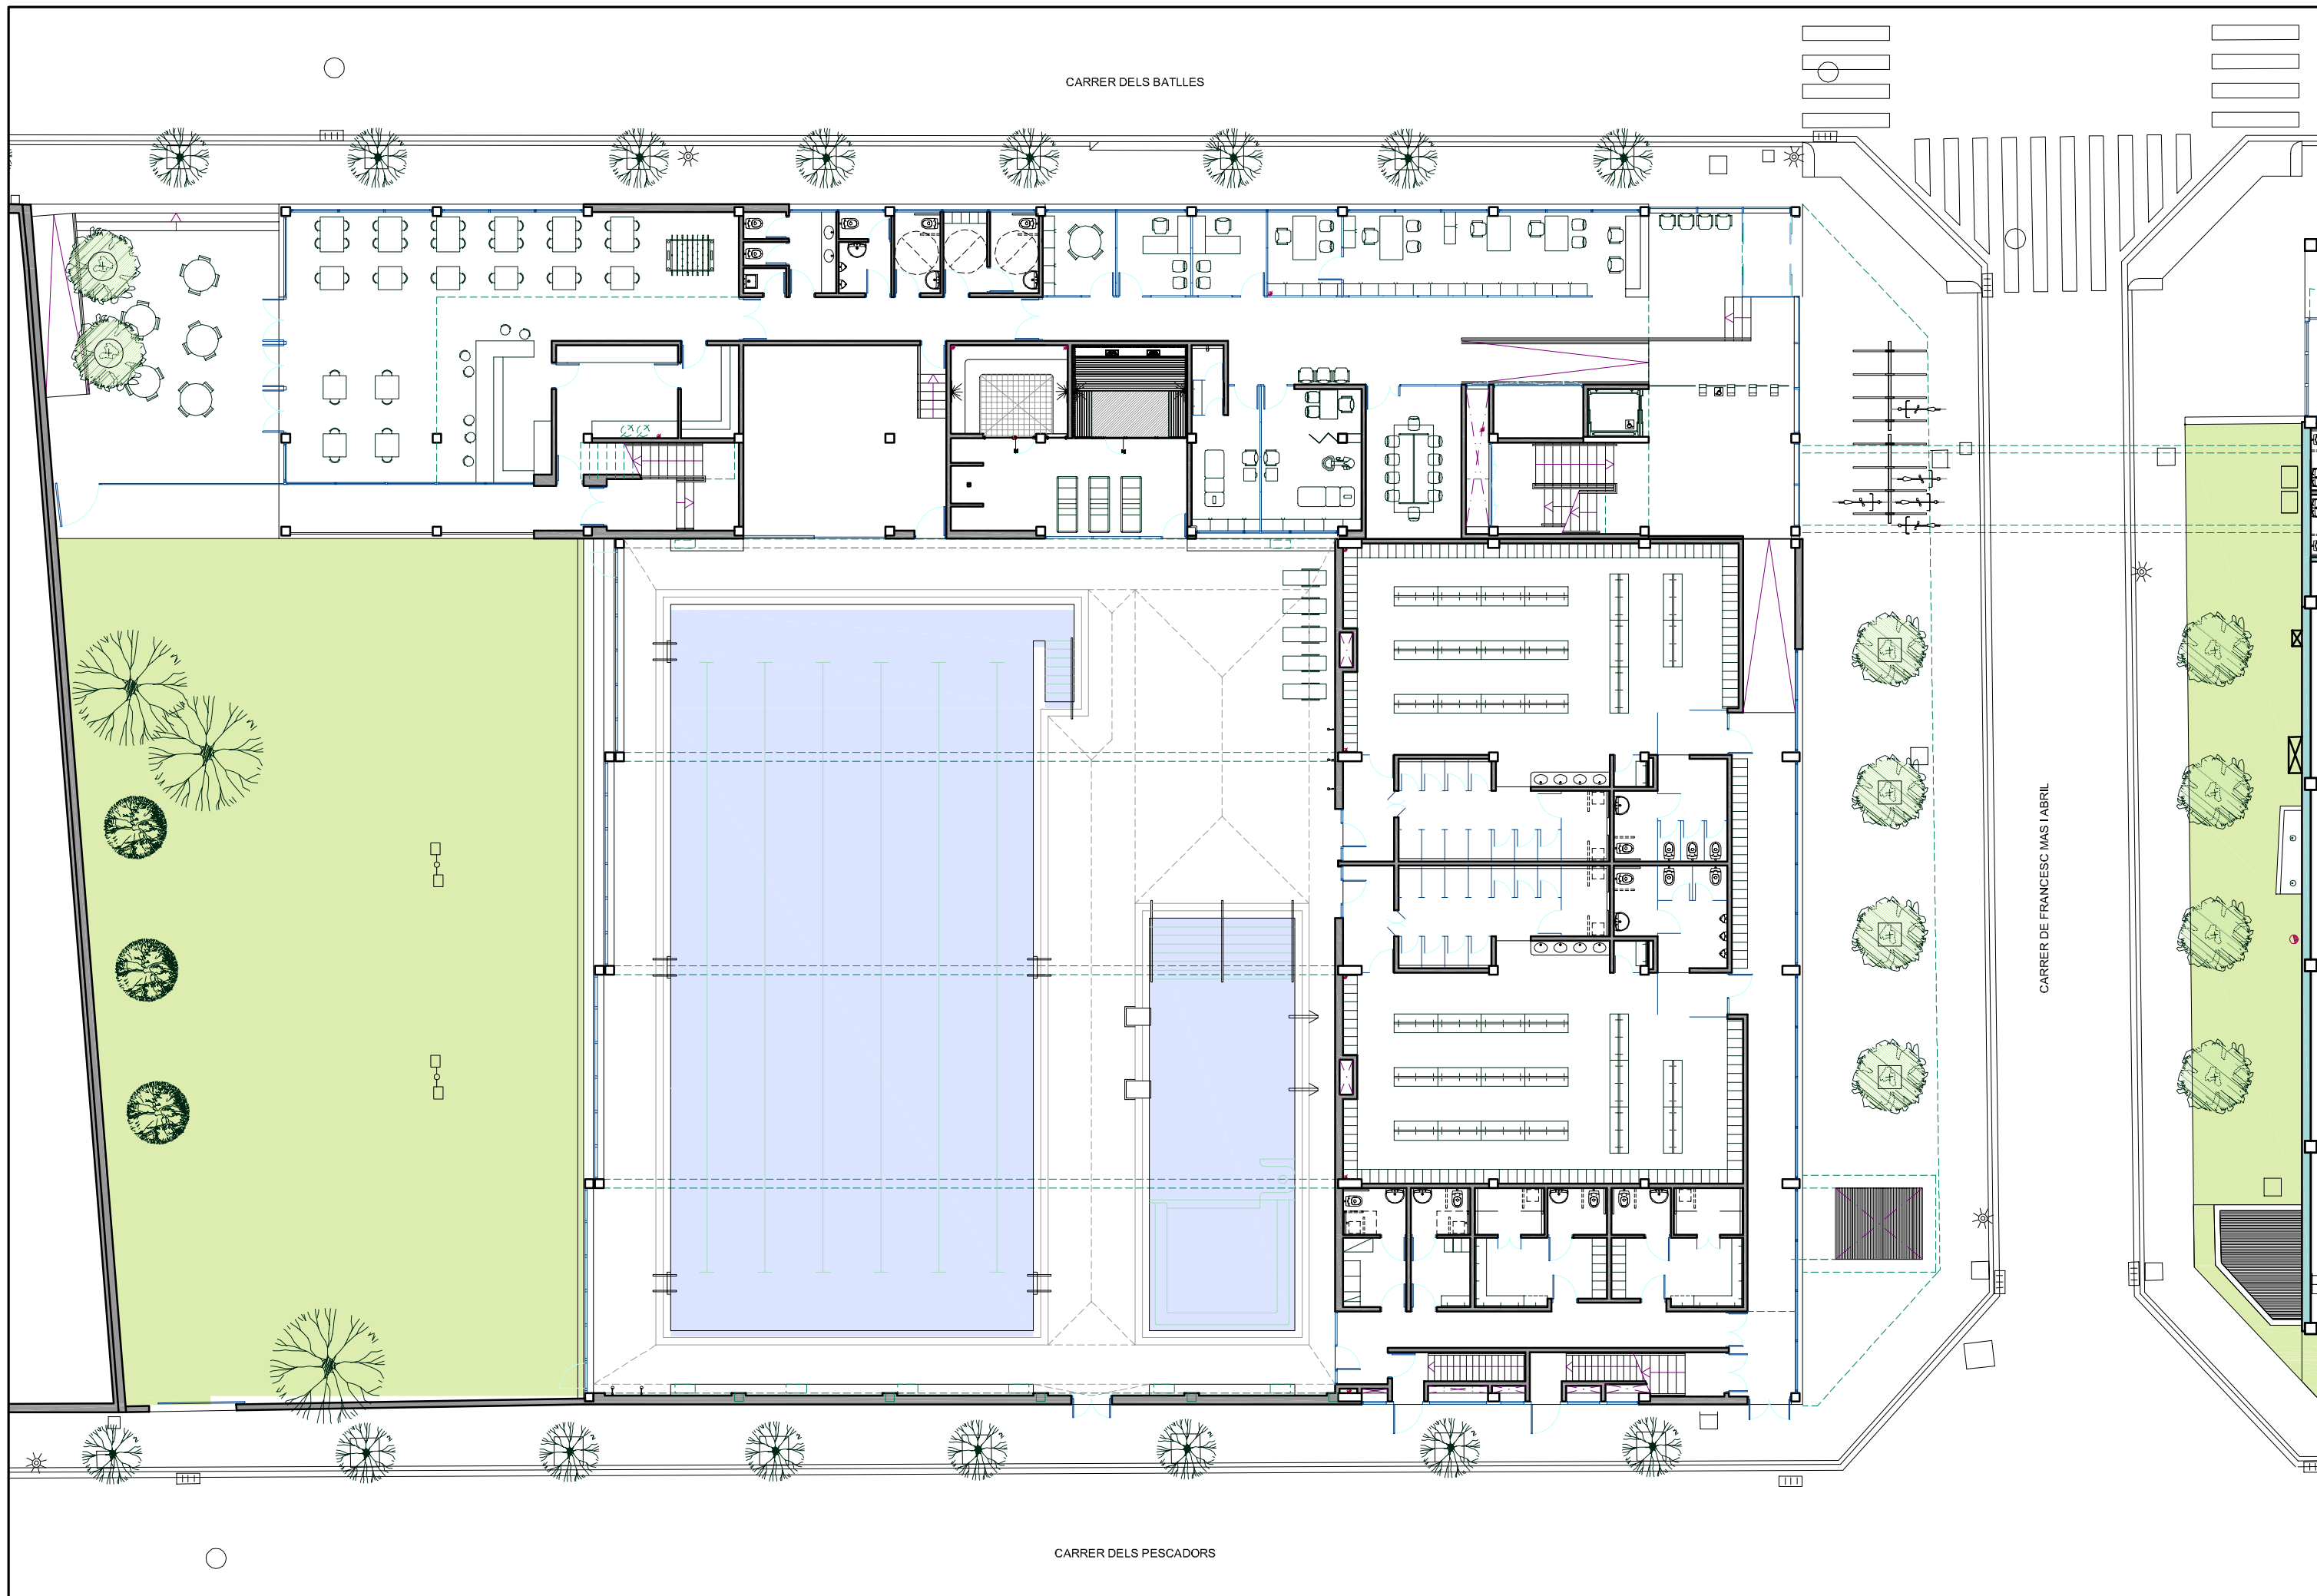 CARRER DELS BATLLES
CARRER DE FRANCESC MAS I ABRIL
CARRER DELS PESCADORS